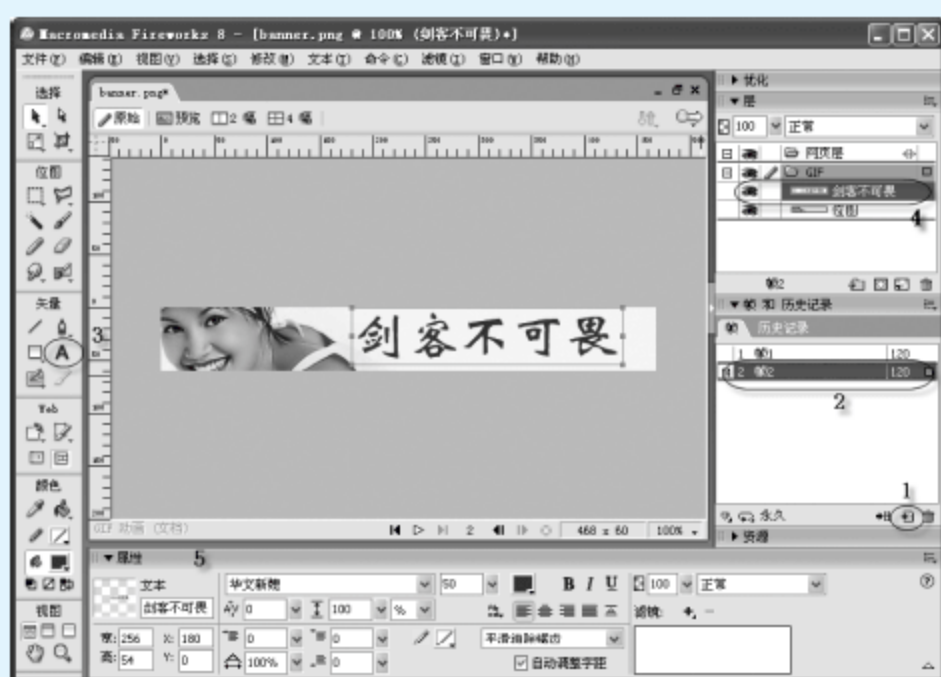 Macromedia Fireworks 8 - [banner.png @ 100% (剑客不可畏)*]
文件(F) 编辑(E) 视图(V) 选择(S) 修改(M) 文本(T) 命令(C) 滤镜(I) 窗口(W) 帮助(H)
选择
位图
矢量
3
A
Web
颜色
视图
banner.png*
原始 预览 2 幅 4 幅
剑客不可畏
GIF 动画 (文档)
2
468 x 60
100%
优化
层
100 正常
网页层
GIF
剑客不可畏
位图
4
帧2
帧和历史记录
帧 历史记录
1 帧1 120
2 帧2 120
2
1
永久
资源
属性
5
文本
华文新魏 50
B I U
100 正常
剑客不可畏
0 100 %
滤镜:
宽: 256 X: 180
0 0
平滑消除锯齿
高: 54 Y: 0
100% 0
自动调整字距